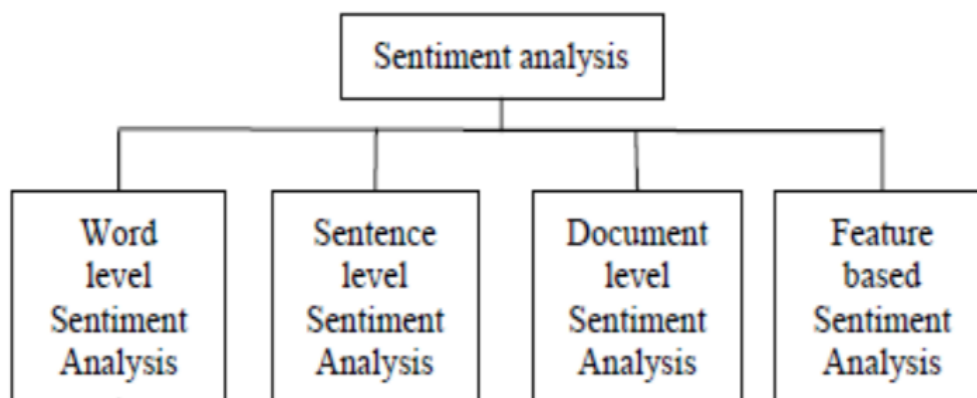 Sentiment analysis
Word
level
Sentiment
Analysis
Sentence
level
Sentiment
Analysis
Document
level
Sentiment
Analysis
Feature
based
Sentiment
Analysis